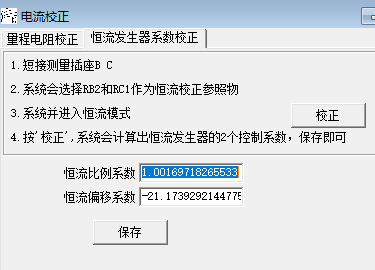 电流校正
量程电阻校正 恒流发生器系数校正
1.短接测量插座B C
2.系统会选择RB2和RC1作为恒流校正参照物
3.系统并进入恒流模式
校正
4.按'校正',系统会计算出恒流发生器的2个控制系数，保存即可
恒流比例系数 1.00169718265533
恒流偏移系数 -21.1739292144775
保存